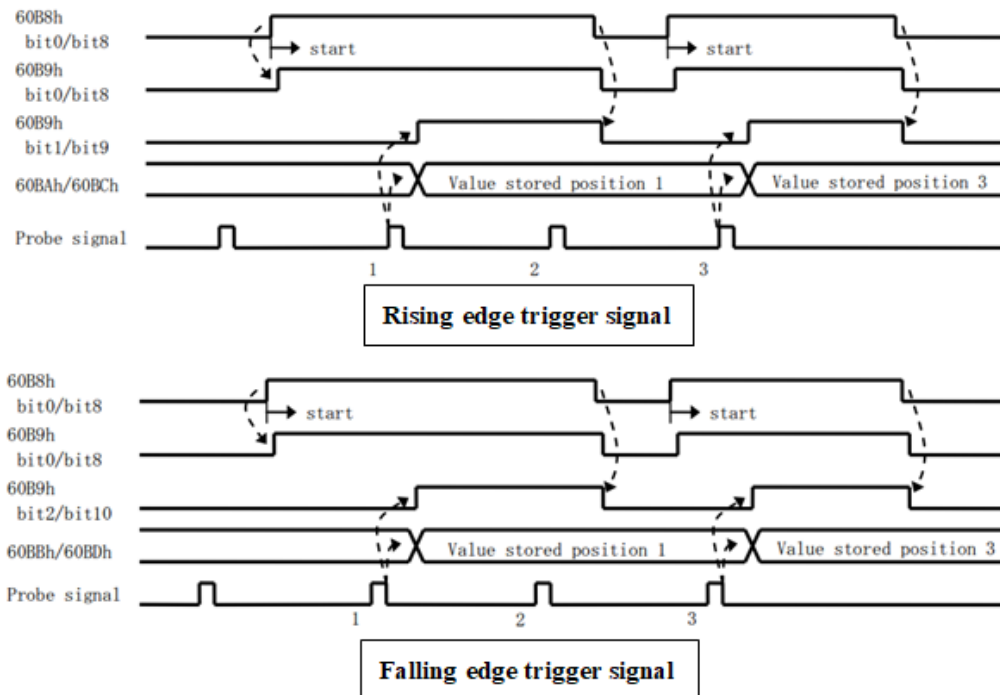 60B8h
bit0/bit8
start
start
60B9h
bit0/bit8
60B9h
bit1/bit9
60BAh/60BCh
Value stored position 1
Value stored position 3
Probe signal
1
2
3
Rising edge trigger signal
60B8h
bit0/bit8
start
start
60B9h
bit0/bit8
60B9h
bit2/bit10
60BBh/60BDh
Value stored position 1
Value stored position 3
Probe signal
1
2
3
Falling edge trigger signal